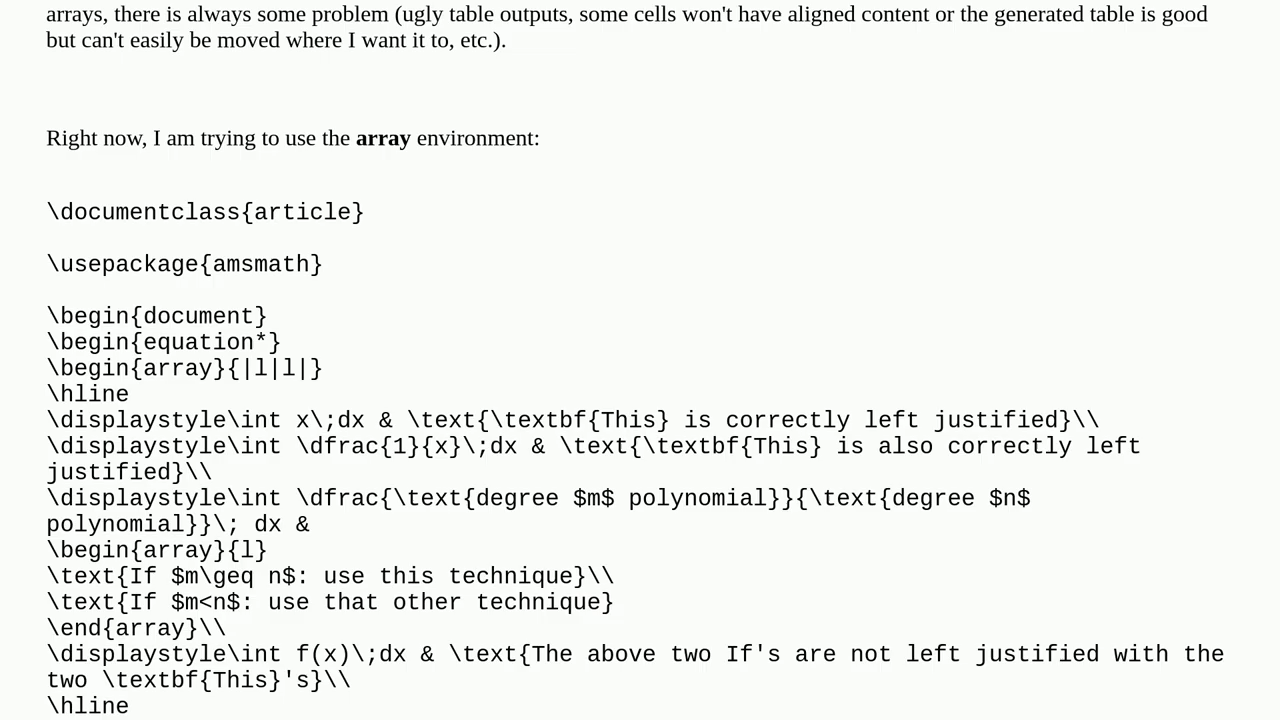 arrays, there is always some problem (ugly table outputs, some cells won't have aligned content or the generated table is good
but can't easily be moved where I want it to, etc.).
Right now, I am trying to use the array environment:
\documentclass{article}
\usepackage{amsmath}
\begin{document}
\begin{equation*}
\begin{array}{|l|l|}
\hline
\displaystyle\int x\;dx & \text{\textbf{This} is correctly left justified}\\
\displaystyle\int \dfrac{1}{x}\;dx & \text{\textbf{This} is also correctly left
justified}\\
\displaystyle\int \dfrac{\text{degree $m$ polynomial}}{\text{degree $n$
polynomial}}\; dx &
\begin{array}{l}
\text{If $m\geq n$: use this technique}\\
\text{If $m<n$: use that other technique}
\end{array}\\
\displaystyle\int f(x)\;dx & \text{The above two If's are not left justified with the
two \textbf{This}'s}\\
\hline